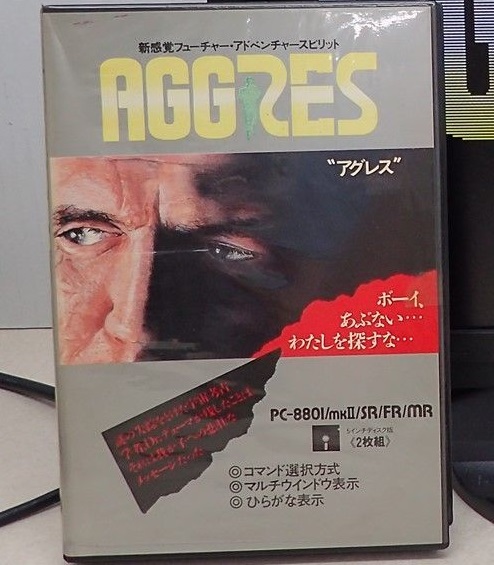 新感覚フューチャー・アドベンチャースピリット
AGGRES
“アグレス”
ボーイ、
あぶない…
わたしを探すな…
PC-8801/mkII/SR/FR/MR
5インチディスク版
《2枚組》
◎コマンド選択方式
◎マルチウインドウ表示
◎ひらがな表示